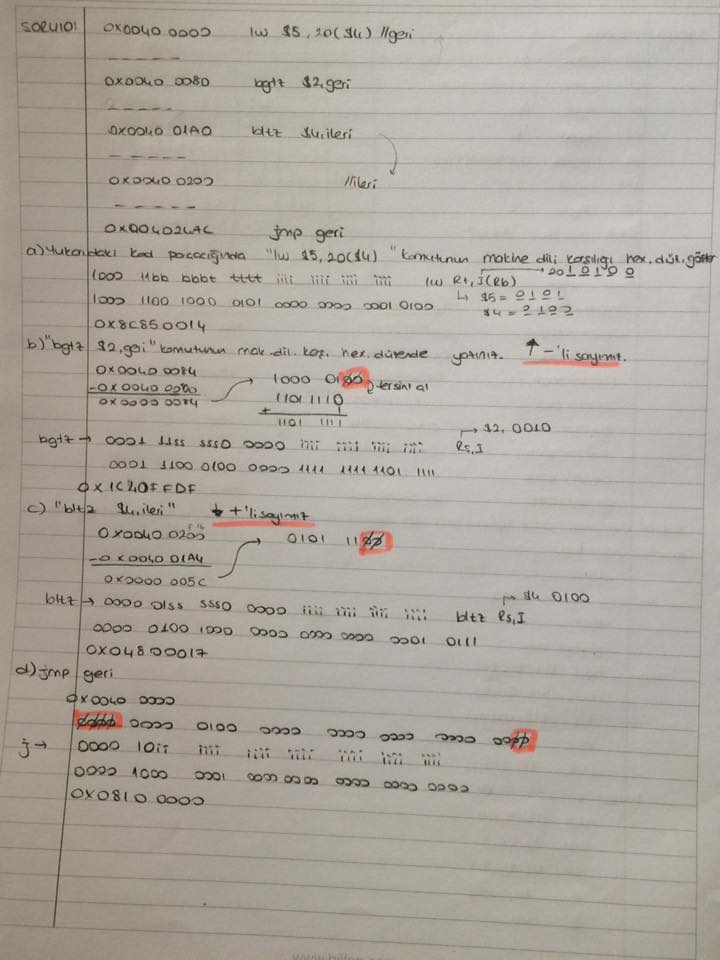 SORU10: 0x0040 0000 lw $5, 20($4) //geri
- - - - -
0x0040 0080 bgtz $2, geri
- - - - -
0x0040 01A0 bltz $4, ileri
- - - - -
0x0040 0200 //ileri
- - - - -
0x004024AC jmp geri
a) Yukarıdaki kod parçacığında "lw $5, 20($4)" komutunun makine dili karşılığı hex. düz. göster
1000 11bb bbbt tttt iiii iiii iiii iiii lw Rt, I(Rb) → 20 1 0 1 0 0
1000 1100 1000 0101 0000 0000 0001 0100 ↳ $5 = 0101
$4 = 0100
0x8C850014
b) "bgtz $2, geri" komutunun mak. dil. karş. hex. düzende yazınız. ↑ -'li sayımız.
0x0040 0084
-0x0040 0000 → 1000 0100 tersini al
0x0000 0084 1101 1110
+ 1
1101 1111 → $2, 0010
bgtz → 0001 11ss sss0 0000 iiii iiii iiii iiii Rs, I
0001 1100 0100 0000 1111 1111 1101 1111
0x1C40FFDF
c) "bltz $4, ileri" ↓ +'li sayımız
0x0040 0200 F 16
-0x0040 01A4 → 0101 1100
0x0000 005C
→ $4 0100
bltz → 0000 01ss sss0 0000 iiii iiii iiii iiii bltz Rs, I
0000 0100 1000 0000 0000 0000 0001 0111
0x04800017
d) jmp geri
0x0040 0000
0000 0000 0100 0000 0000 0000 0000 0000
j → 0000 10ii iiii iiii iiii iiii iiii iiii
0000 1000 0001 0000 0000 0000 0000 0000
0x0810 0000